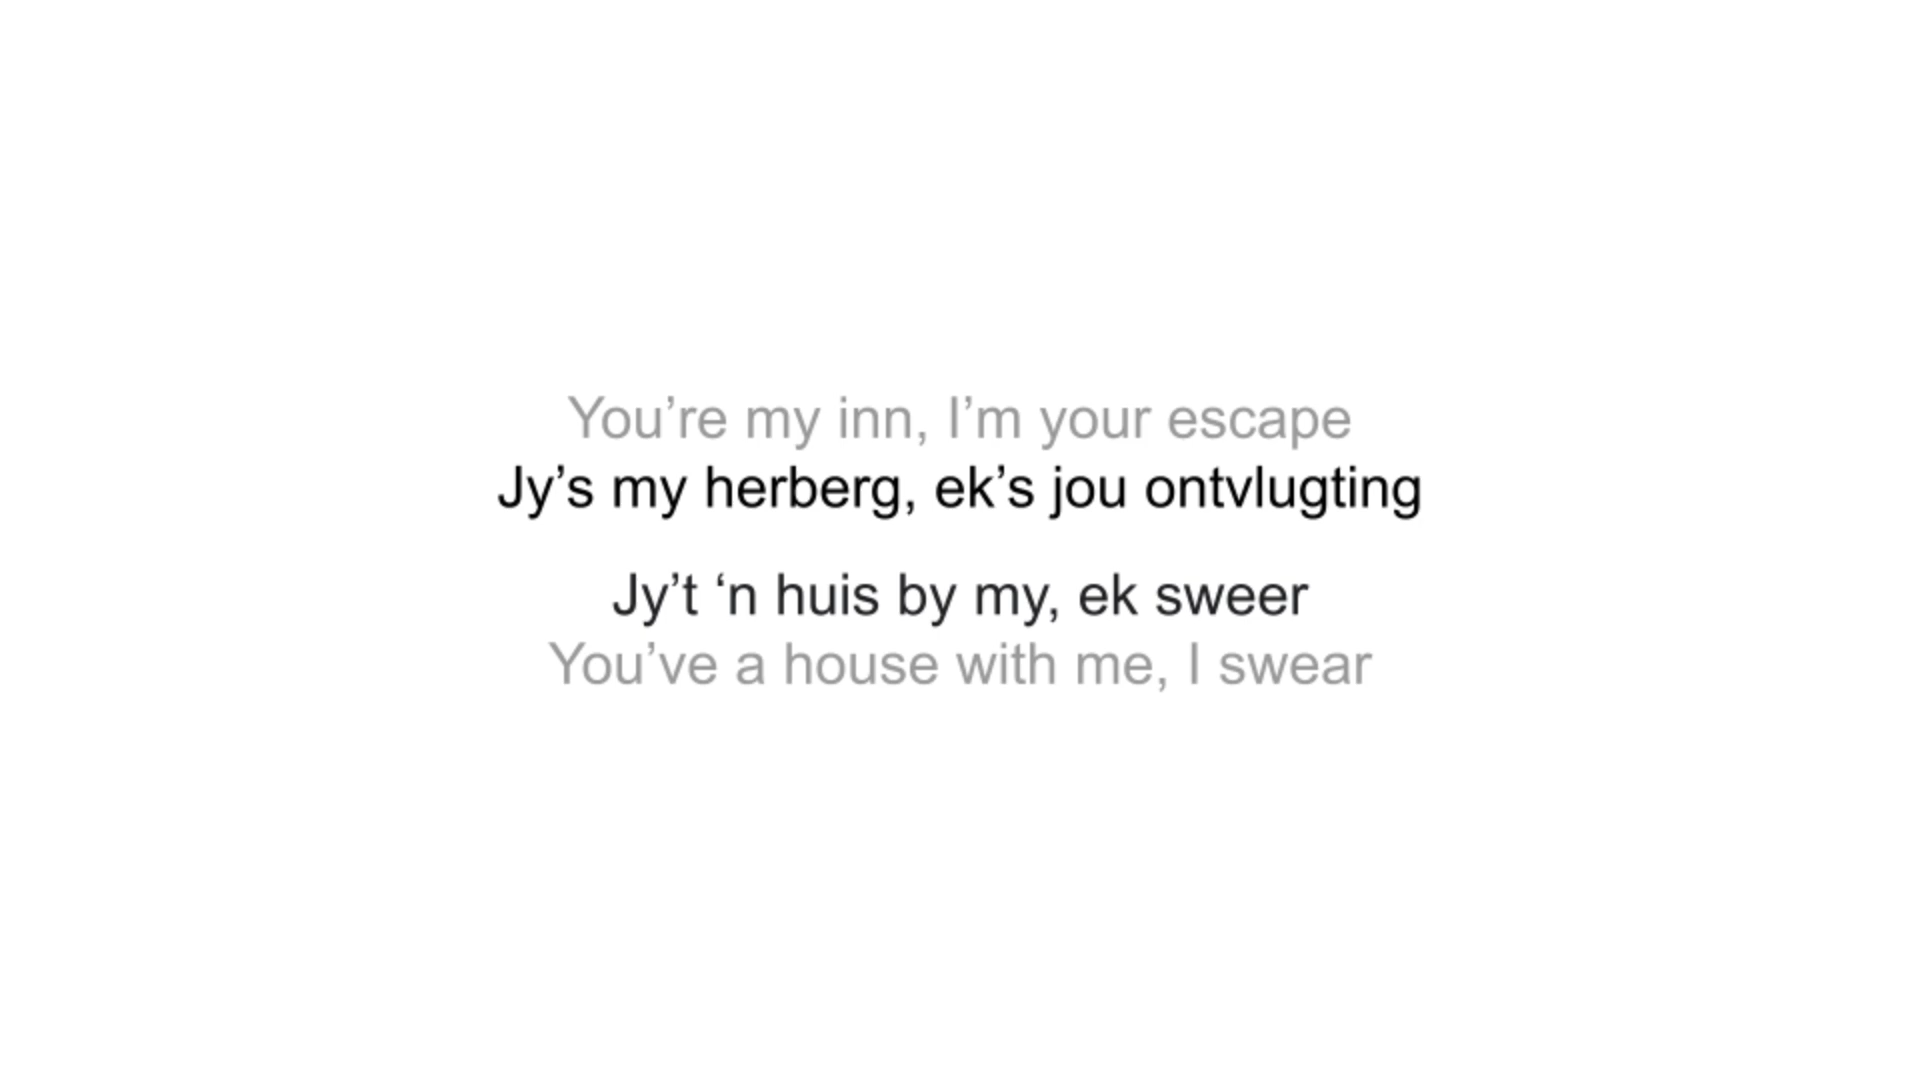 You’re my inn, I’m your escape
Jy’s my herberg, ek’s jou ontvlugting
Jy’t ‘n huis by my, ek sweer
You’ve a house with me, I swear